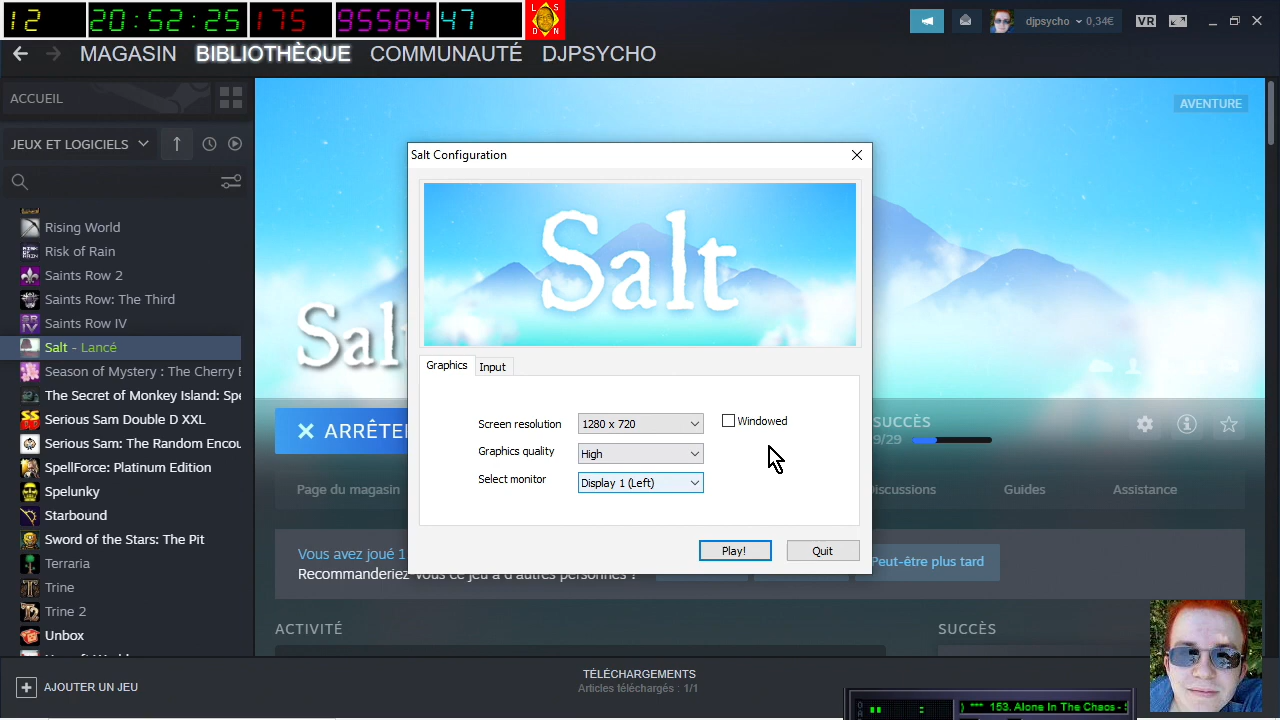 12 20:52:25 175 95584 47 S D N
djpsycho 0,34€ VR
MAGASIN BIBLIOTHÈQUE COMMUNAUTÉ DJPSYCHO
ACCUEIL
AVENTURE
JEUX ET LOGICIELS
Rising World
Risk of Rain
Saints Row 2
Saints Row: The Third
Saints Row IV
Salt - Lancé
Season of Mystery : The Cherry B
The Secret of Monkey Island: Spe
Serious Sam Double D XXL
Serious Sam: The Random Encou
SpellForce: Platinum Edition
Spelunky
Starbound
Sword of the Stars: The Pit
Terraria
Trine
Trine 2
Unbox
Salt Configuration
Salt
Salt
Graphics Input
Screen resolution 1280 x 720 Windowed
Graphics quality High
Select monitor Display 1 (Left)
Play! Quit
ARRÊTE
SUCCÈS
9/29
Page du magasin Discussions Guides Assistance
Vous avez joué 1
Recommanderiez-vous ce jeu à d'autres personnes ?
Peut-être plus tard
ACTIVITÉ SUCCÈS
AJOUTER UN JEU
TÉLÉCHARGEMENTS
Articles téléchargés : 1/1
*** 153. Alone In The Chaos - S